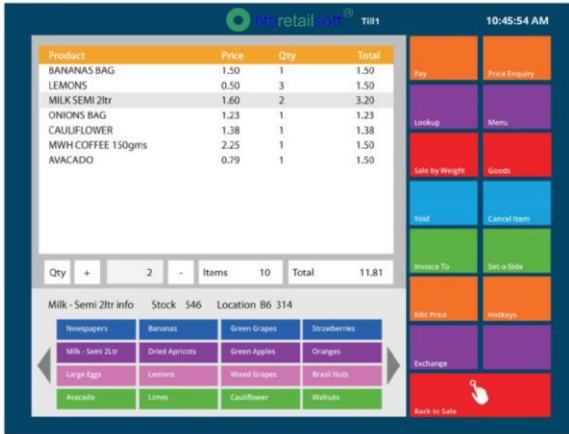 bfsretailsoft® Till1 10:45:54 AM
Product Price Qty Total
BANANAS BAG 1.50 1 1.50
LEMONS 0.50 3 1.50
MILK SEMI 2ltr 1.60 2 3.20
ONIONS BAG 1.23 1 1.23
CAULIFLOWER 1.38 1 1.38
MWH COFFEE 150gms 2.25 1 1.50
AVACADO 0.79 1 1.50
Qty + 2 - Items 10 Total 11.81
Milk - Semi 2ltr info Stock 546 Location B6 314
Newspapers Bananas Green Grapes Strawberries
Milk - Semi 2Ltr Dried Apricots Green Apples Oranges
Large Eggs Lemons Mixed Grapes Brazil Nuts
Avacado Limes Cauliflower Walnuts
Pay Price Enquiry
Lookup Menu
Sale by Weight Goods
Void Cancel Item
Invoice To Set-a-Side
Edit Price Hotkeys
Exchange
Back to Sale